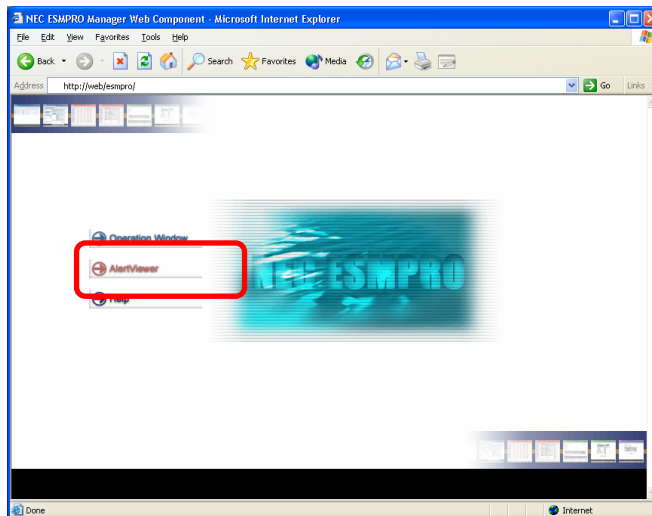 NEC ESMPRO Manager Web Component - Microsoft Internet Explorer
File Edit View Favorites Tools Help
Back Search Favorites Media
Address http://web/esmpro/ Go Links
Operation Window
AlertViewer
Help
NEC ESMPRO
Done Internet